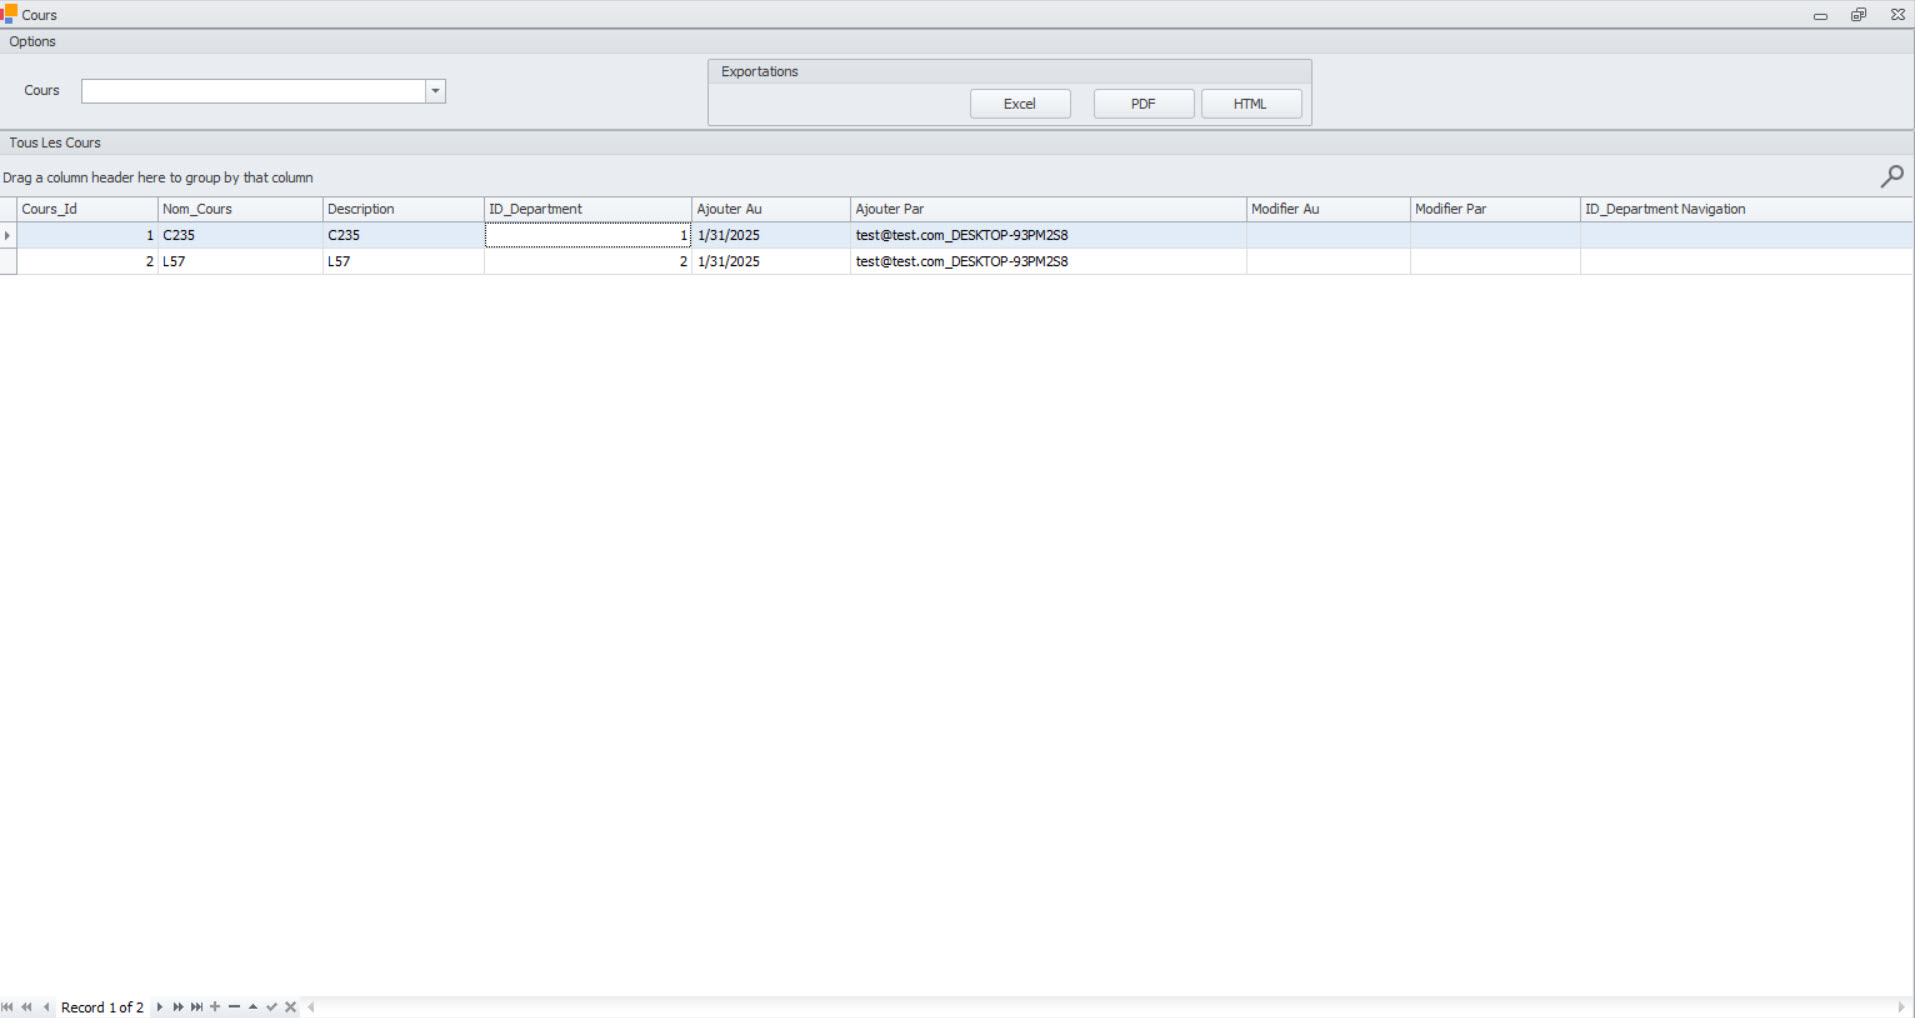 Cours
Options
Cours
Exportations
Excel PDF HTML
Tous Les Cours
Drag a column header here to group by that column
Cours_Id Nom_Cours Description ID_Department Ajouter Au Ajouter Par Modifier Au Modifier Par ID_Department Navigation
1 C235 C235 1 1/31/2025 test@test.com_DESKTOP-93PM2S8
2 L57 L57 2 1/31/2025 test@test.com_DESKTOP-93PM2S8
Record 1 of 2